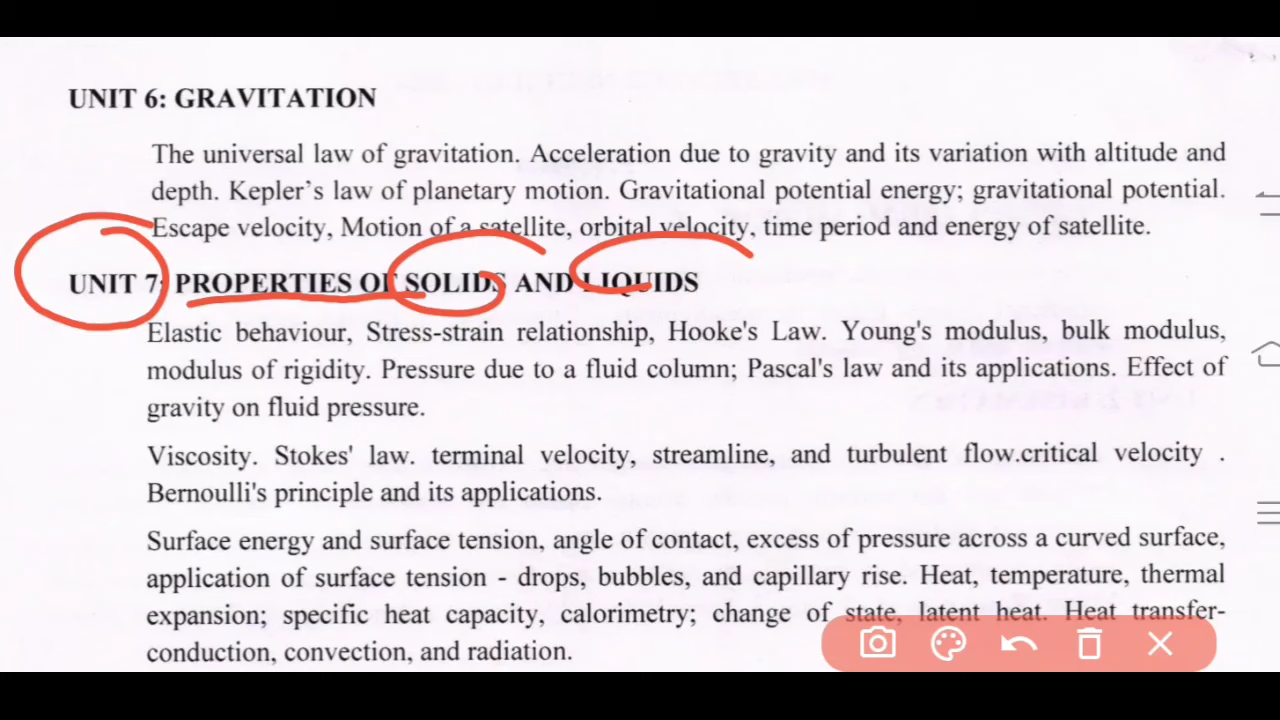 UNIT 6: GRAVITATION
The universal law of gravitation. Acceleration due to gravity and its variation with altitude and
depth. Kepler’s law of planetary motion. Gravitational potential energy; gravitational potential.
Escape velocity, Motion of a satellite, orbital velocity, time period and energy of satellite.
UNIT 7: PROPERTIES OF SOLIDS AND LIQUIDS
Elastic behaviour, Stress-strain relationship, Hooke's Law. Young's modulus, bulk modulus,
modulus of rigidity. Pressure due to a fluid column; Pascal's law and its applications. Effect of
gravity on fluid pressure.
Viscosity. Stokes' law. terminal velocity, streamline, and turbulent flow.critical velocity .
Bernoulli's principle and its applications.
Surface energy and surface tension, angle of contact, excess of pressure across a curved surface,
application of surface tension - drops, bubbles, and capillary rise. Heat, temperature, thermal
expansion; specific heat capacity, calorimetry; change of state, latent heat. Heat transfer-
conduction, convection, and radiation.